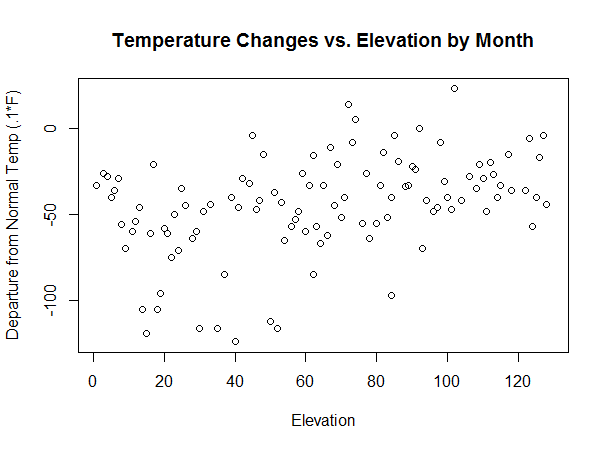 Temperature Changes vs. Elevation by Month
Departure from Normal Temp (.1*F)
0
-50
-100
0 20 40 60 80 100 120
Elevation